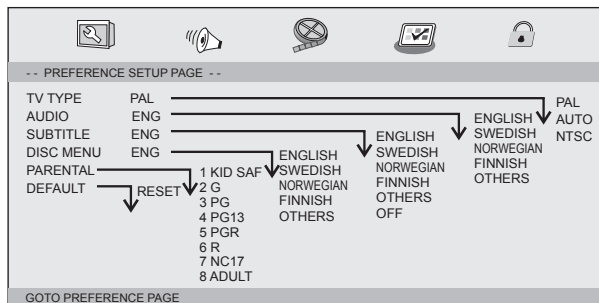 - - PREFERENCE SETUP PAGE - -
TV TYPE PAL
AUDIO ENG
SUBTITLE ENG
DISC MENU ENG
PARENTAL
DEFAULT
RESET
1 KID SAF
2 G
3 PG
4 PG13
5 PGR
6 R
7 NC17
8 ADULT
ENGLISH
SWEDISH
NORWEGIAN
FINNISH
OTHERS
ENGLISH
SWEDISH
NORWEGIAN
FINNISH
OTHERS
OFF
ENGLISH
SWEDISH
NORWEGIAN
FINNISH
OTHERS
PAL
AUTO
NTSC
GOTO PREFERENCE PAGE